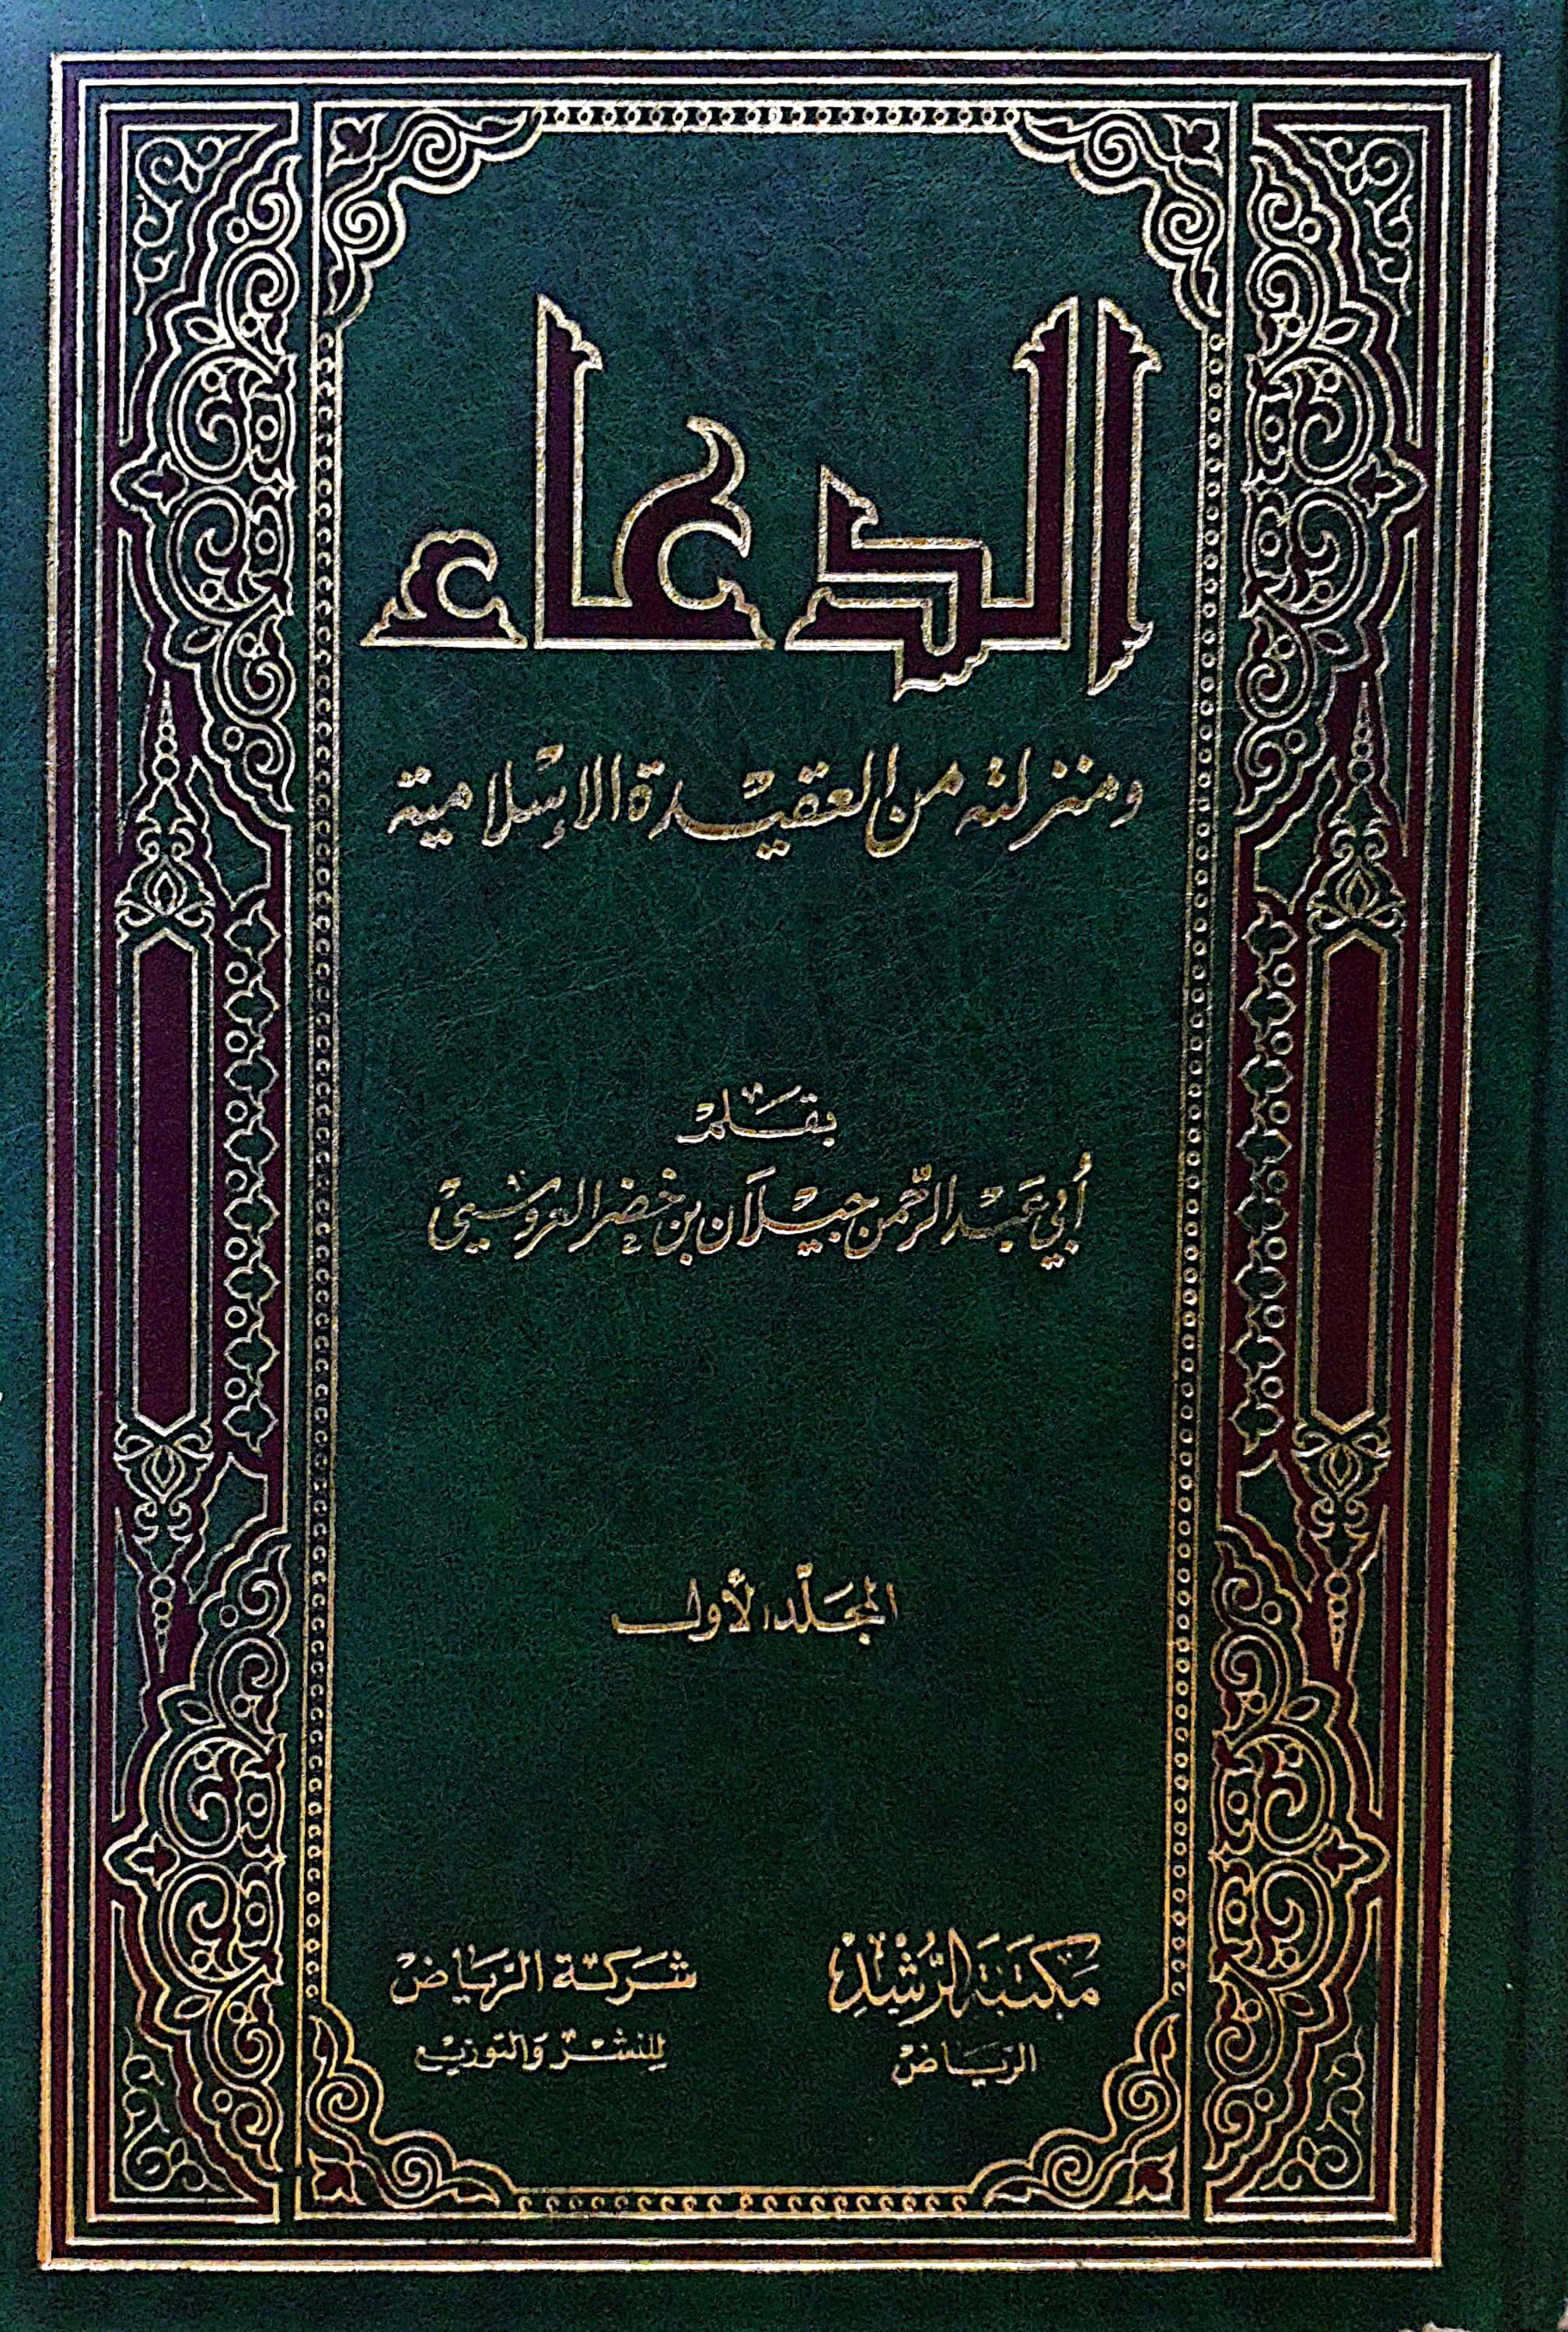 الدعاء
ومنزلته من العقيدة الإسلامية
بقلم
أبي عبد الرحمن جيلان بن خضر العروسي
المجلد الأول
مكتبة الرشد
الرياض
شركة الرياض
للنشر والتوزيع